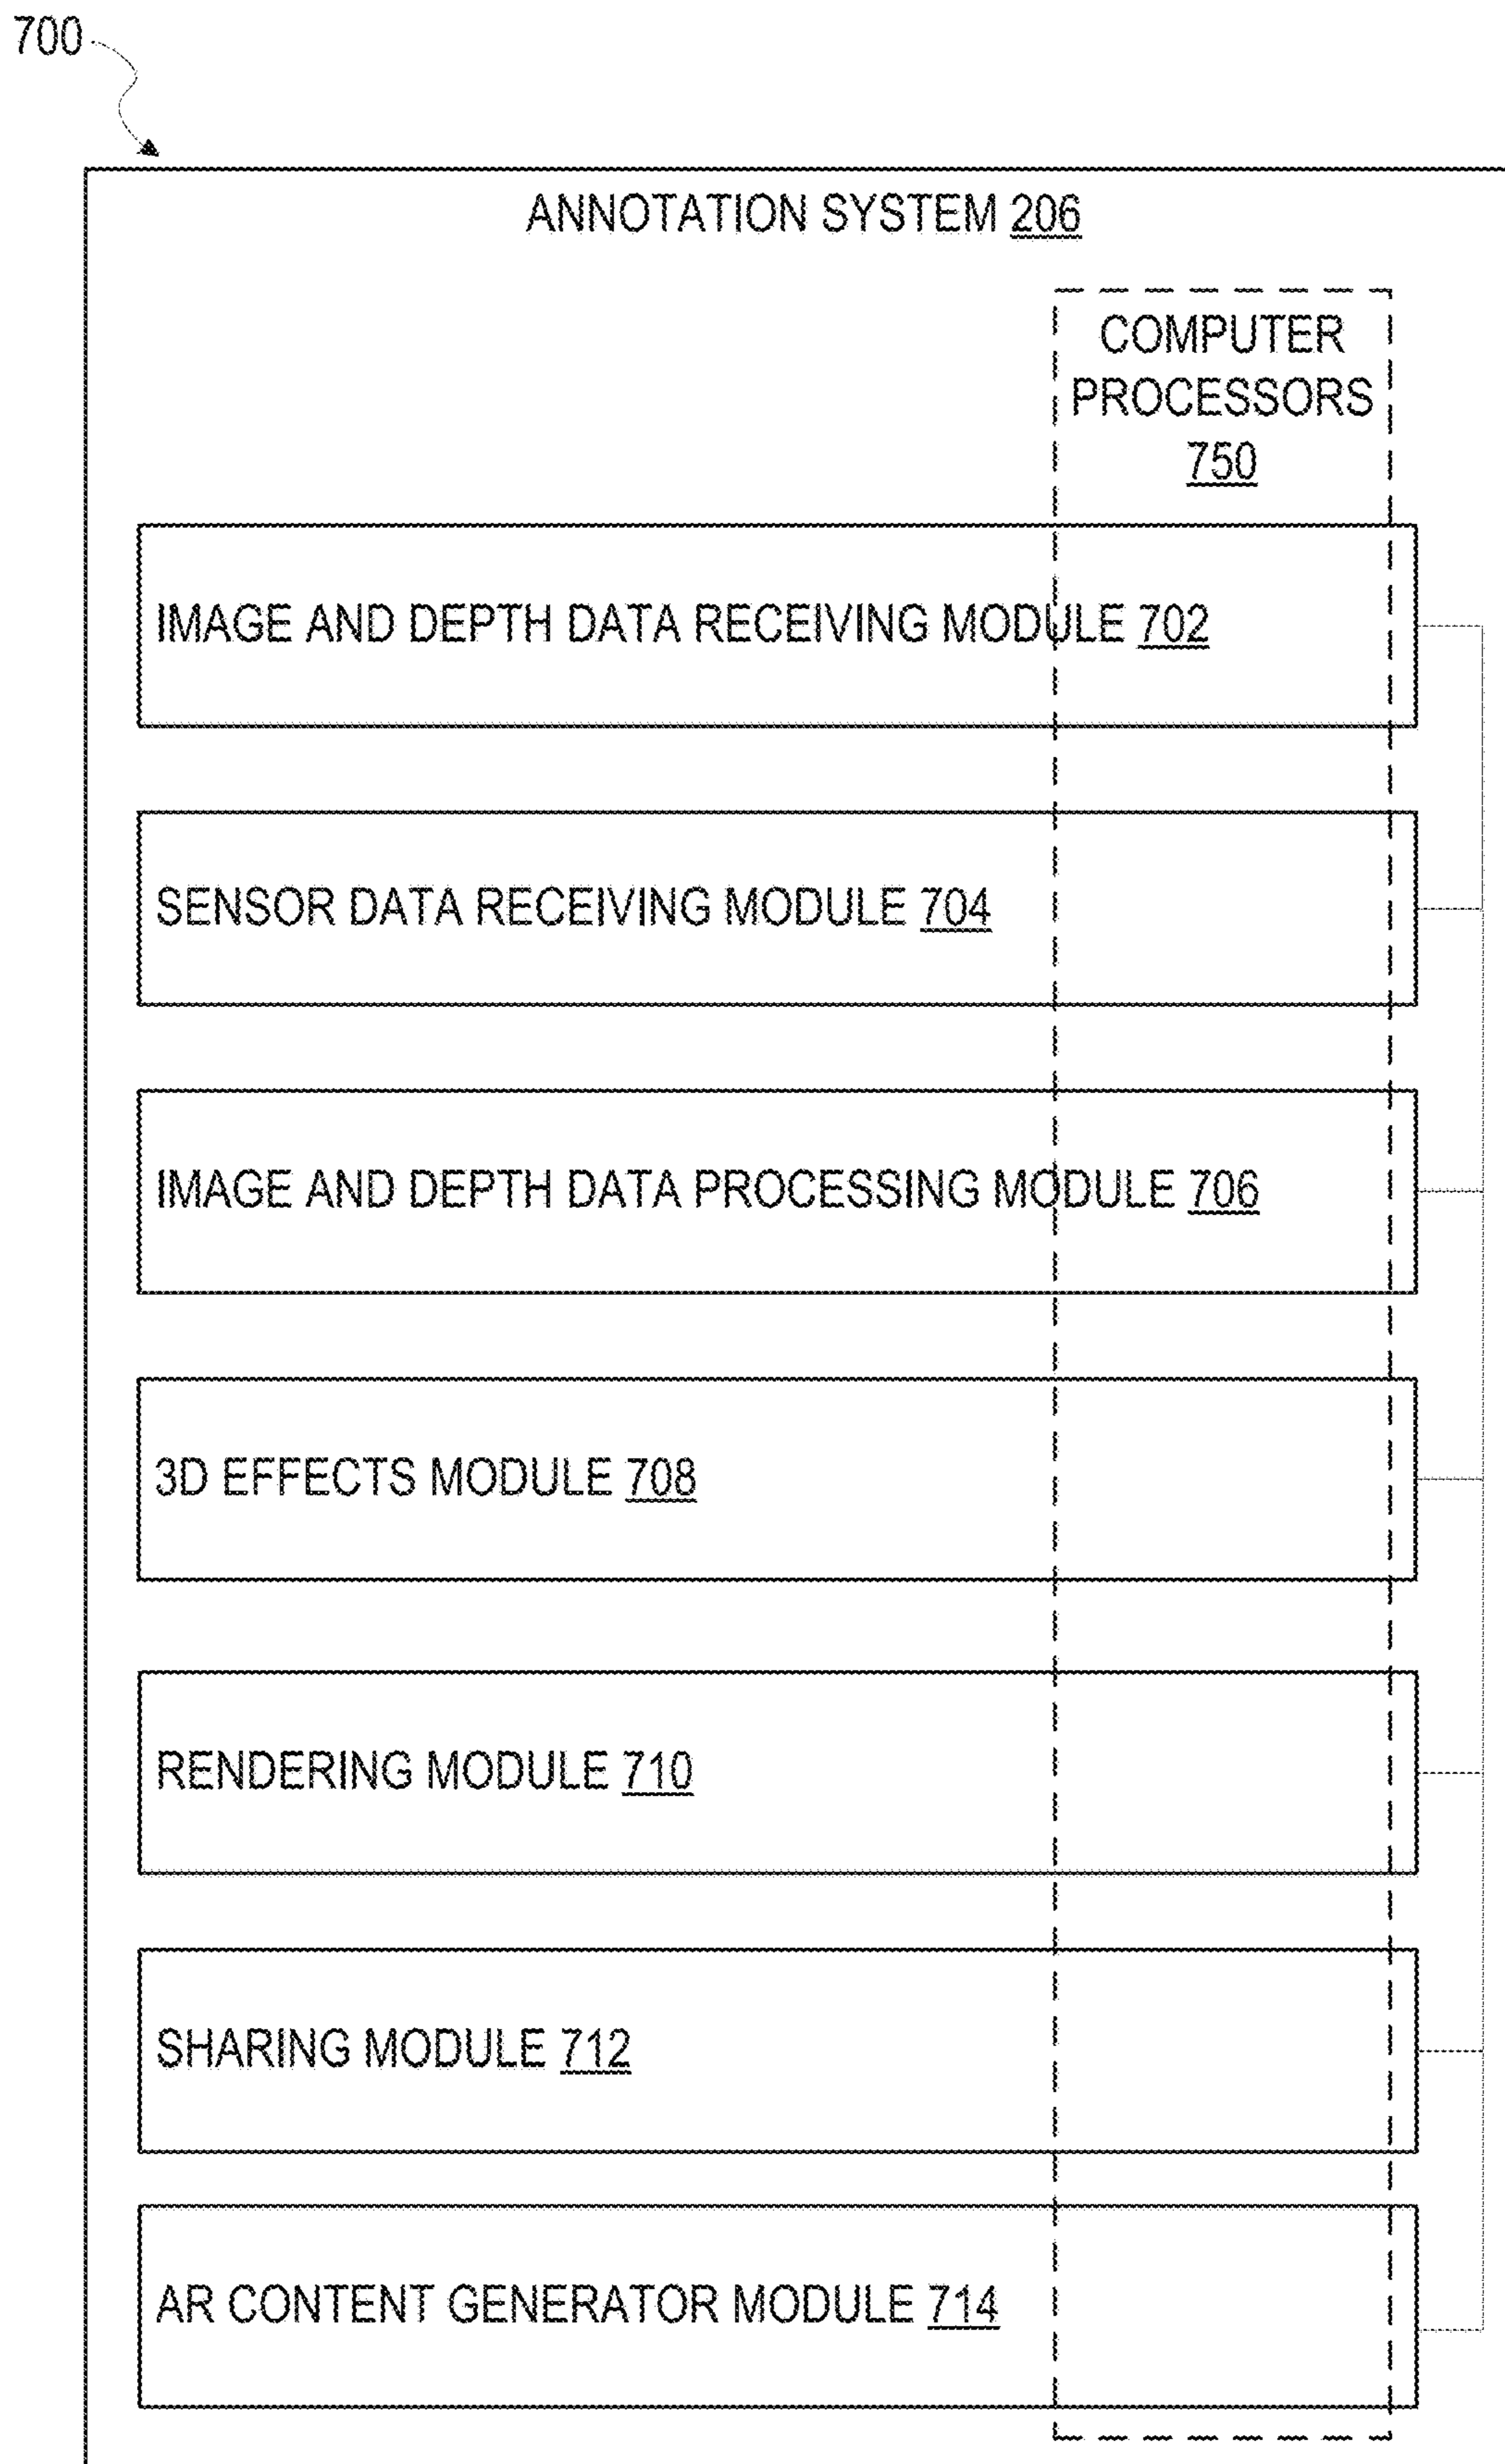 700
ANNOTATION SYSTEM 206
COMPUTER
PROCESSORS
750
IMAGE AND DEPTH DATA RECEIVING MODULE 702
SENSOR DATA RECEIVING MODULE 704
IMAGE AND DEPTH DATA PROCESSING MODULE 706
3D EFFECTS MODULE 708
RENDERING MODULE 710
SHARING MODULE 712
AR CONTENT GENERATOR MODULE 714